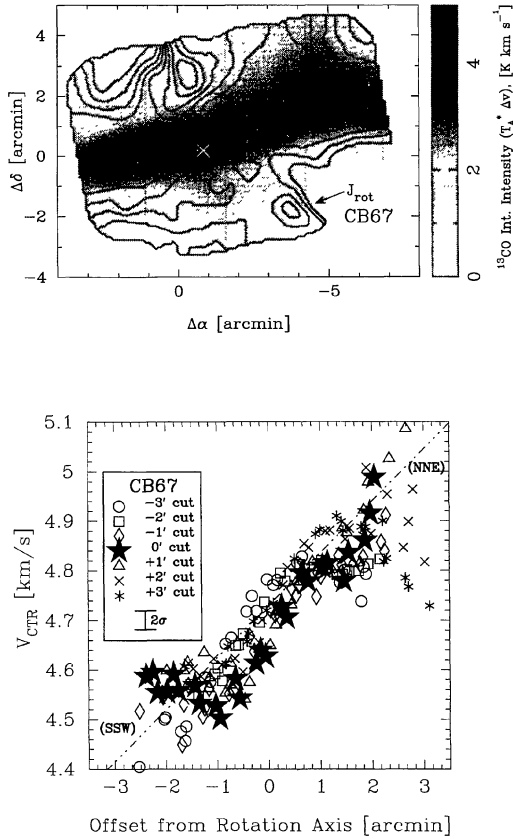 4
2
0
−2
−4
Δδ [arcmin]
J_rot
CB67
0
−5
Δα [arcmin]
4
2
0
¹³CO Int. Intensity (T_A* Δv), [K km s⁻¹]
5.1
5
4.9
4.8
4.7
4.6
4.5
4.4
V_CTR [km/s]
CB67
−3′ cut
−2′ cut
−1′ cut
0′ cut
+1′ cut
+2′ cut
+3′ cut
2σ
(NNE)
(SSW)
−3 −2 −1 0 1 2 3
Offset from Rotation Axis [arcmin]